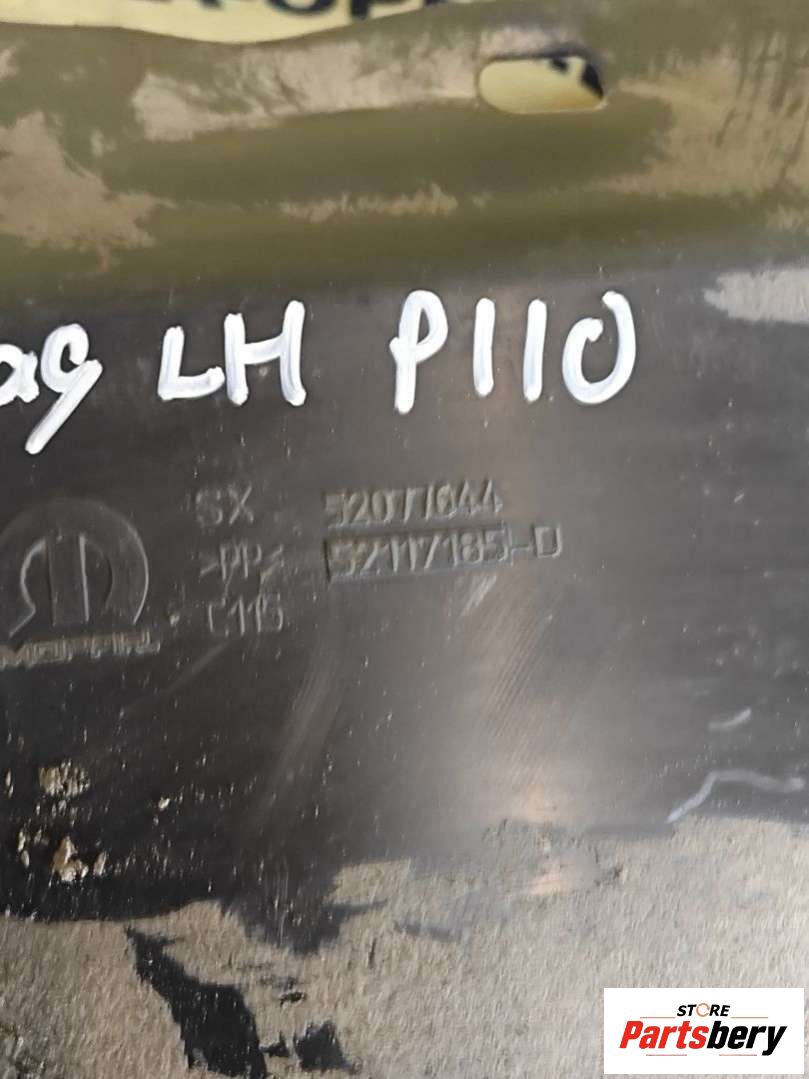 LH P110
SX 52077644
>PP< 52117185-D
C115
MOPAR
STORE
Partsbery